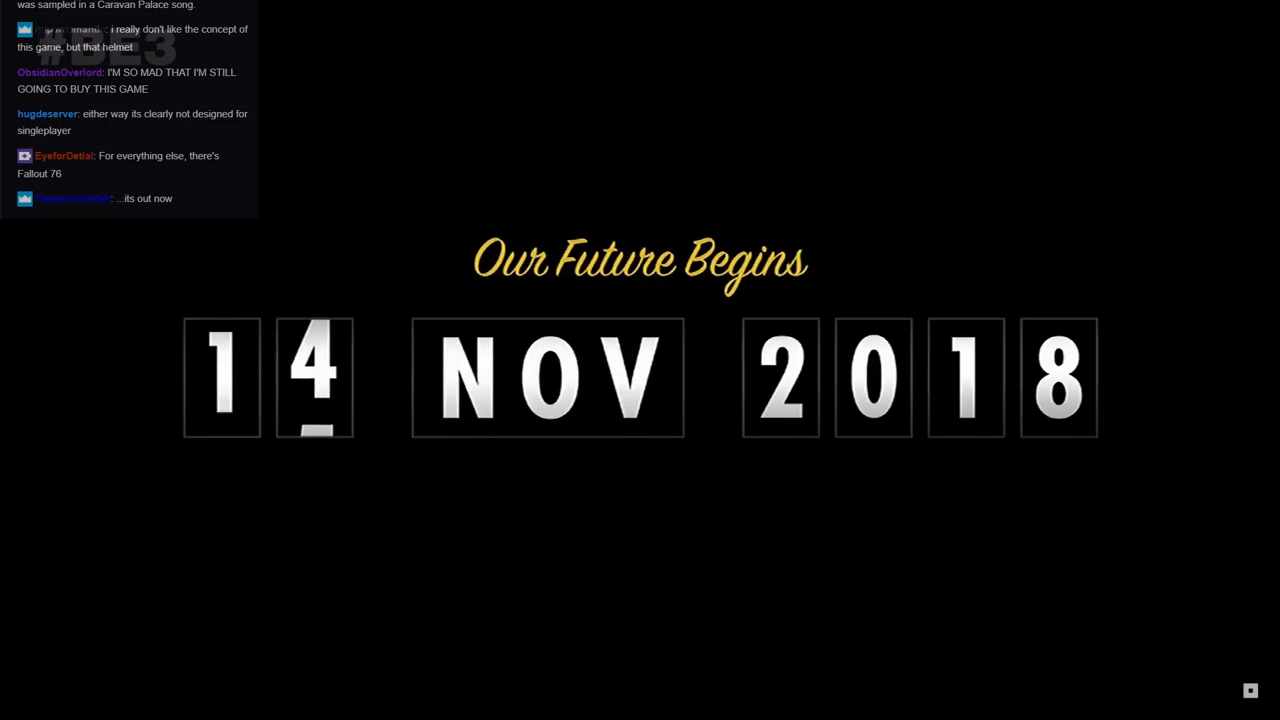 was sampled in a Caravan Palace song.
: i really don't like the concept of
this game, but that helmet
#BE3
ObsidianOverlord: I'M SO MAD THAT I'M STILL
GOING TO BUY THIS GAME
hugdeserver: either way its clearly not designed for
singleplayer
EyeforDetial: For everything else, there's
Fallout 76
: ...its out now
Our Future Begins
14 NOV 2018